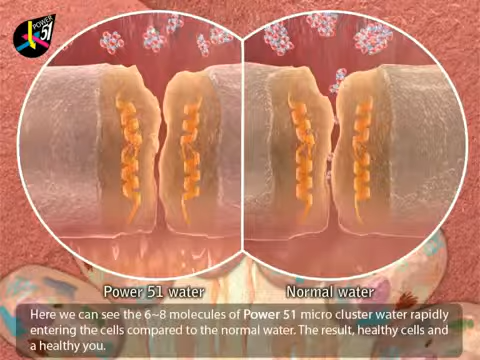 POWER
51
Power 51 water
Normal water
Here we can see the 6~8 molecules of Power 51 micro cluster water rapidly
entering the cells compared to the normal water. The result, healthy cells and
a healthy you.